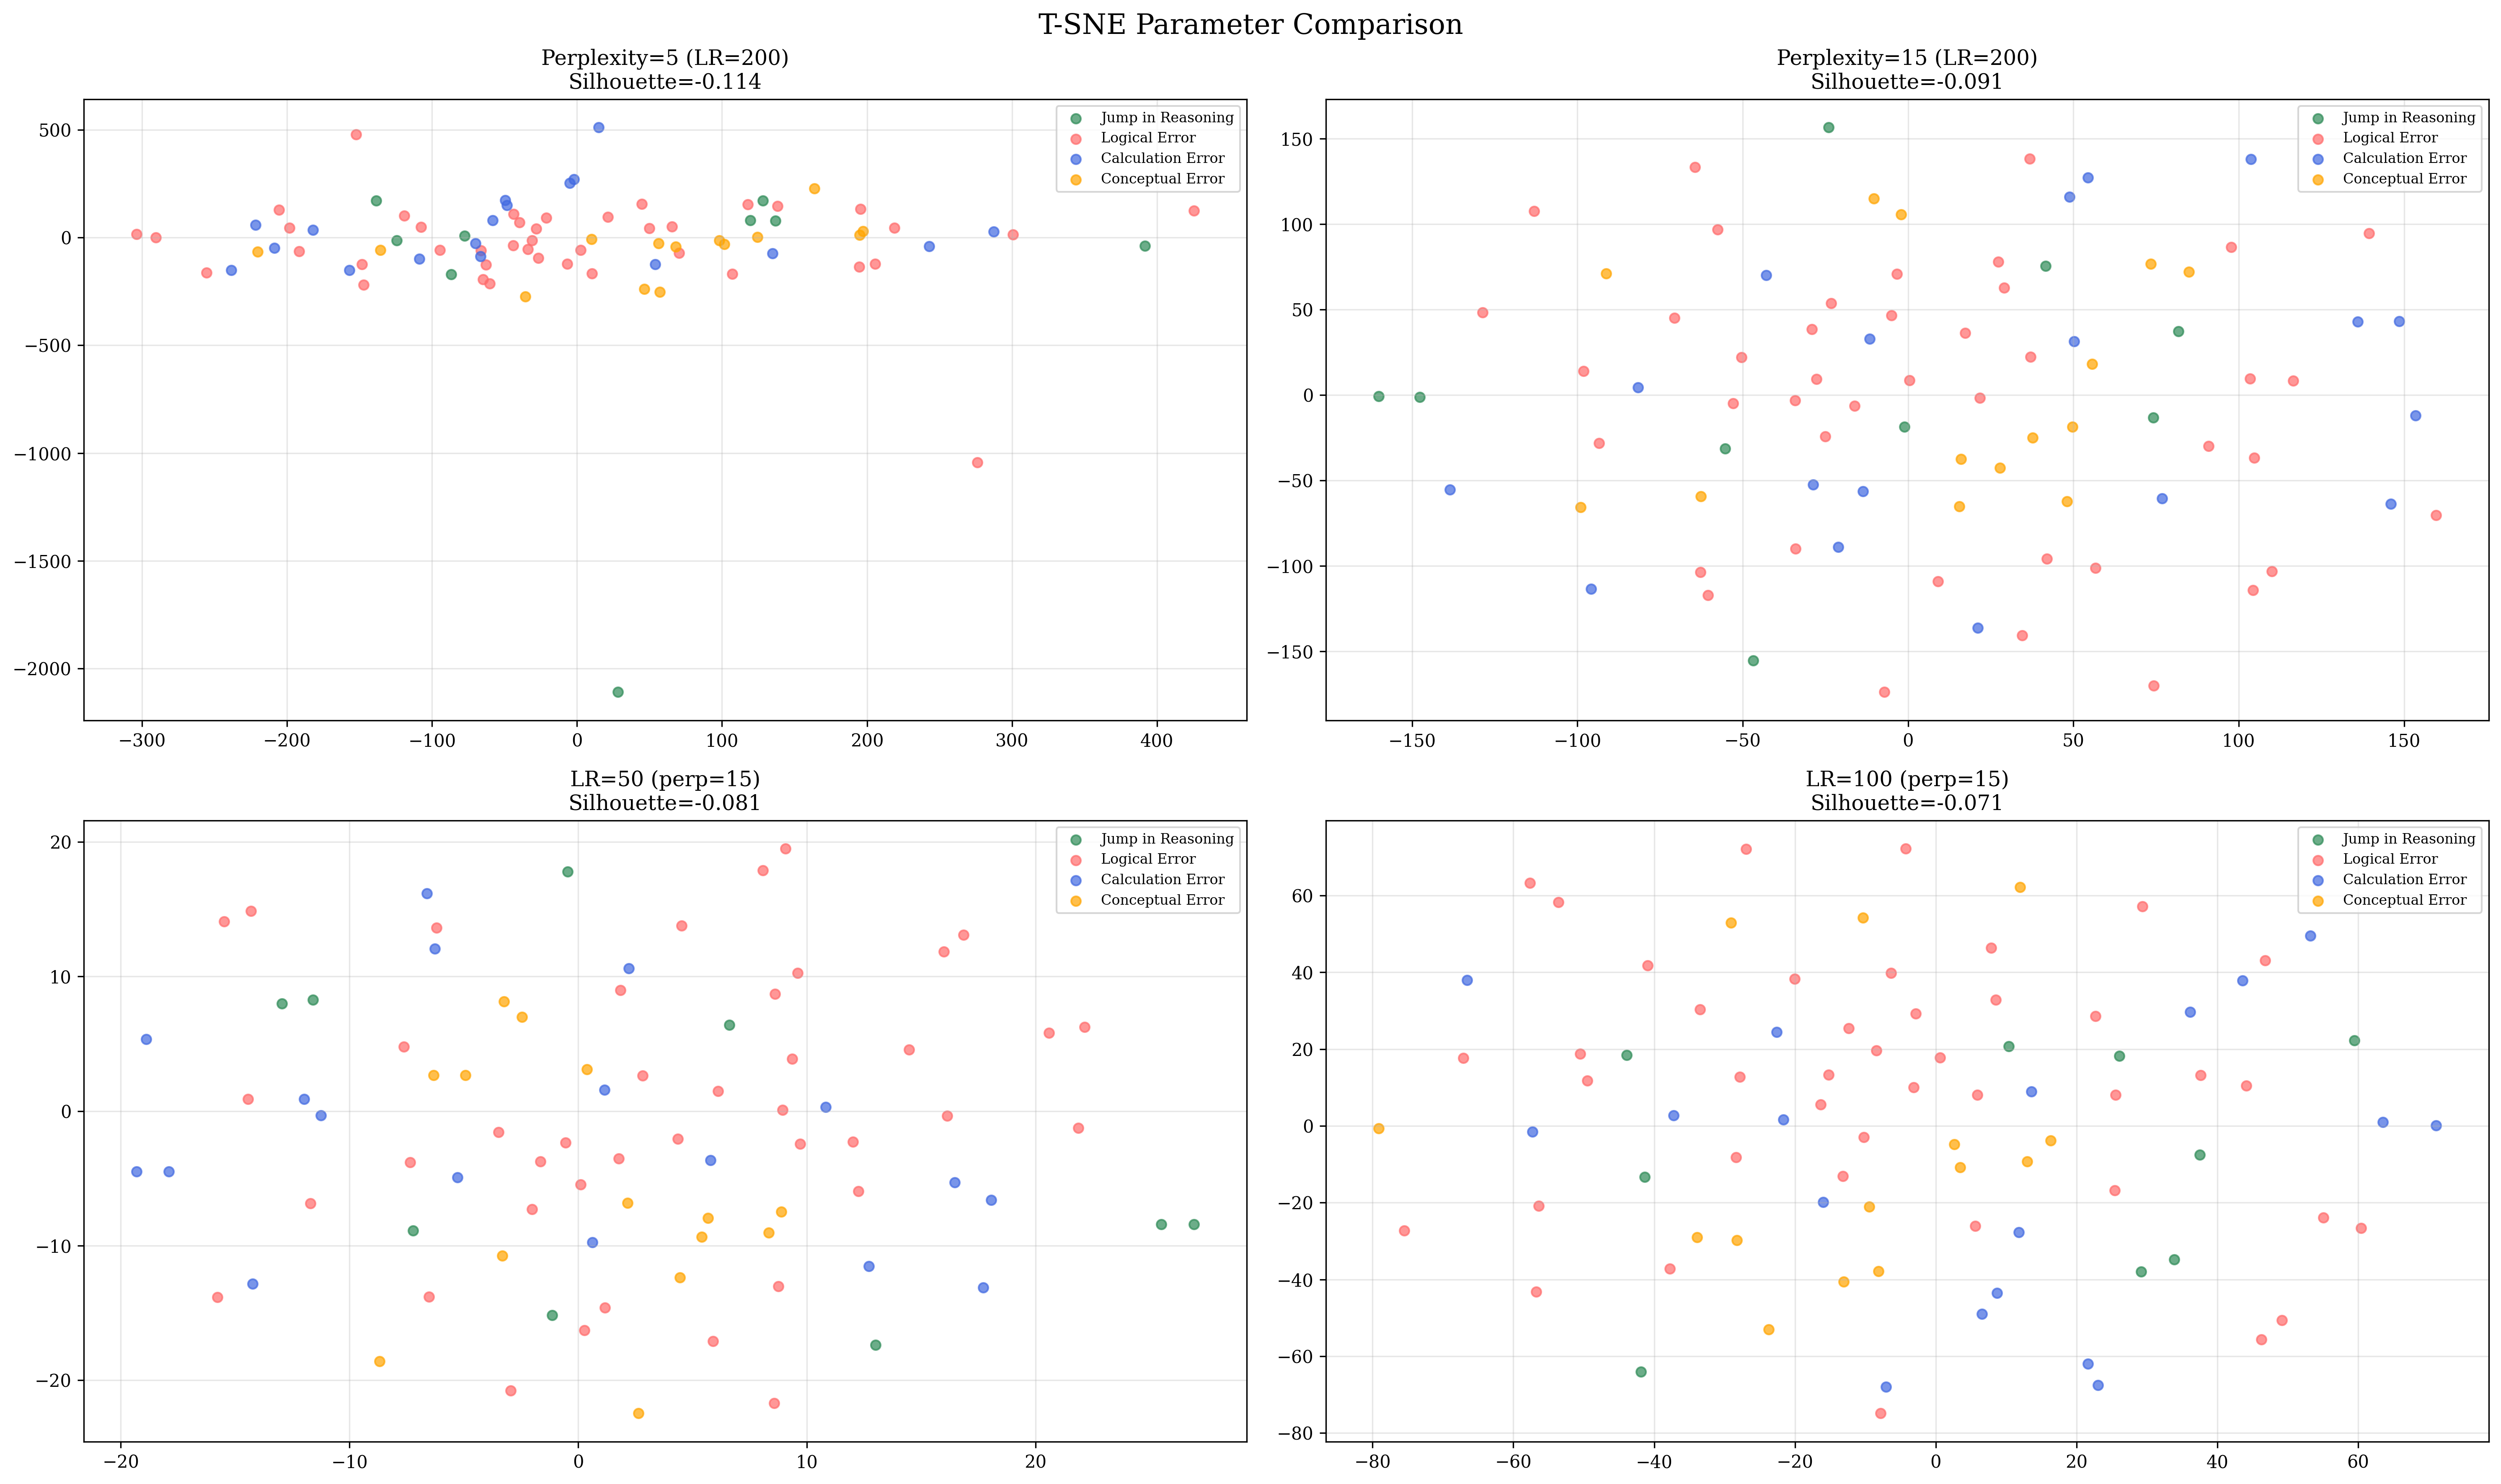 T-SNE Parameter Comparison
Perplexity=5 (LR=200)
Silhouette=-0.114
Jump in Reasoning
Logical Error
Calculation Error
Conceptual Error
500
0
−500
−1000
−1500
−2000
−300
−200
−100
0
100
200
300
400
Perplexity=15 (LR=200)
Silhouette=-0.091
Jump in Reasoning
Logical Error
Calculation Error
Conceptual Error
150
100
50
0
−50
−100
−150
−150
−100
−50
0
50
100
150
LR=50 (perp=15)
Silhouette=-0.081
Jump in Reasoning
Logical Error
Calculation Error
Conceptual Error
20
10
0
−10
−20
−20
−10
0
10
20
LR=100 (perp=15)
Silhouette=-0.071
Jump in Reasoning
Logical Error
Calculation Error
Conceptual Error
60
40
20
0
−20
−40
−60
−80
−80
−60
−40
−20
0
20
40
60